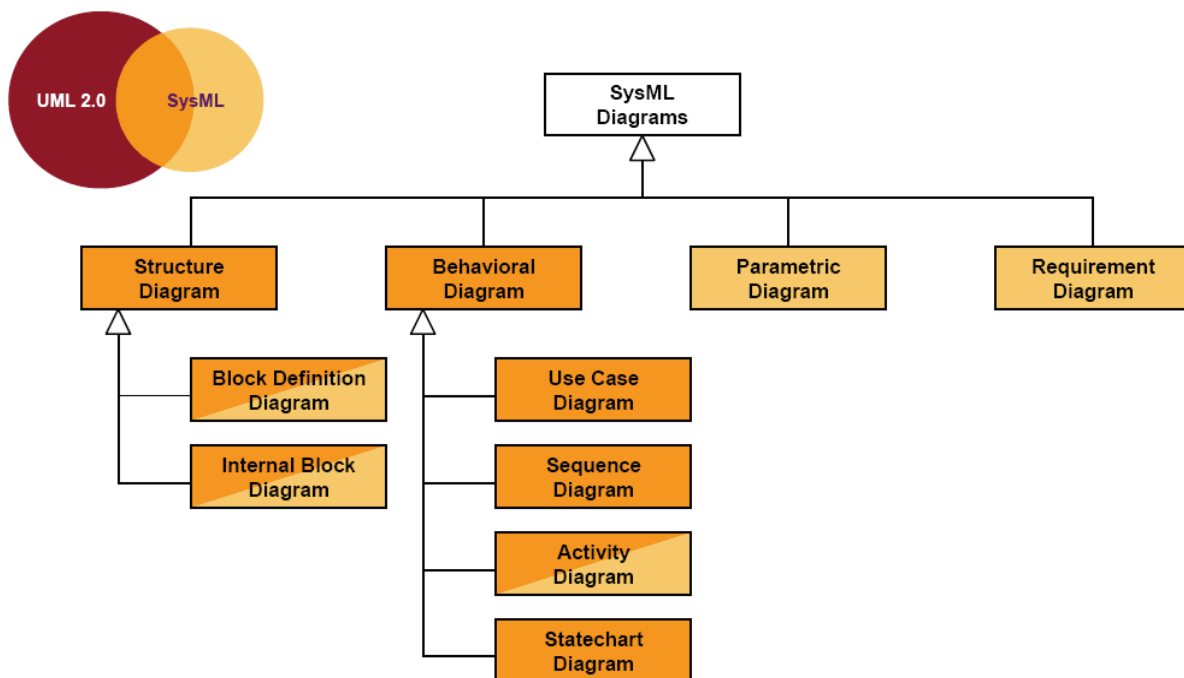 UML 2.0
SysML
SysML
Diagrams
Structure
Diagram
Behavioral
Diagram
Parametric
Diagram
Requirement
Diagram
Block Definition
Diagram
Internal Block
Diagram
Use Case
Diagram
Sequence
Diagram
Activity
Diagram
Statechart
Diagram